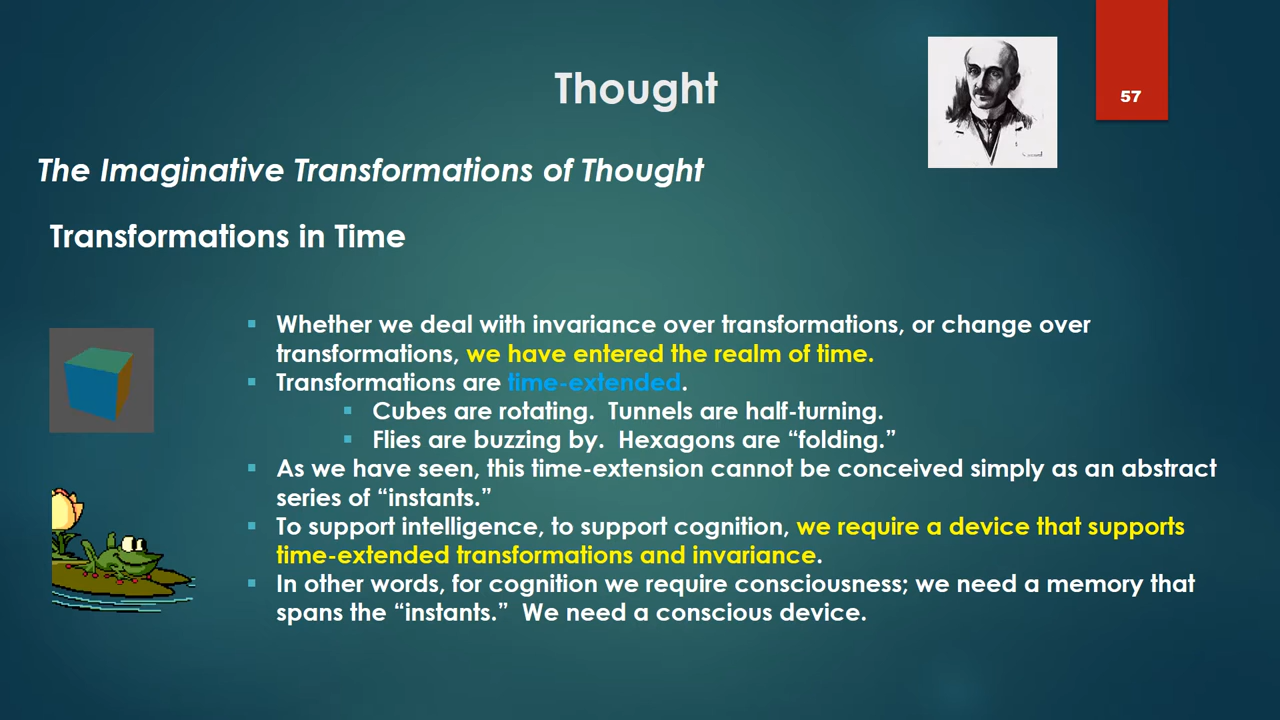 57
Thought
The Imaginative Transformations of Thought
Transformations in Time
Whether we deal with invariance over transformations, or change over
transformations, we have entered the realm of time.
Transformations are time-extended.
Cubes are rotating.  Tunnels are half-turning.
Flies are buzzing by.  Hexagons are “folding.”
As we have seen, this time-extension cannot be conceived simply as an abstract
series of “instants.”
To support intelligence, to support cognition, we require a device that supports
time-extended transformations and invariance.
In other words, for cognition we require consciousness; we need a memory that
spans the “instants.”  We need a conscious device.